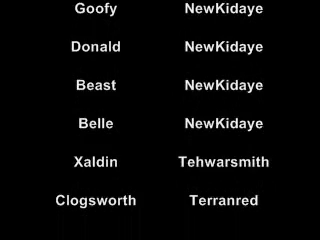 Goofy NewKidaye
Donald NewKidaye
Beast NewKidaye
Belle NewKidaye
Xaldin Tehwarsmith
Clogsworth Terranred